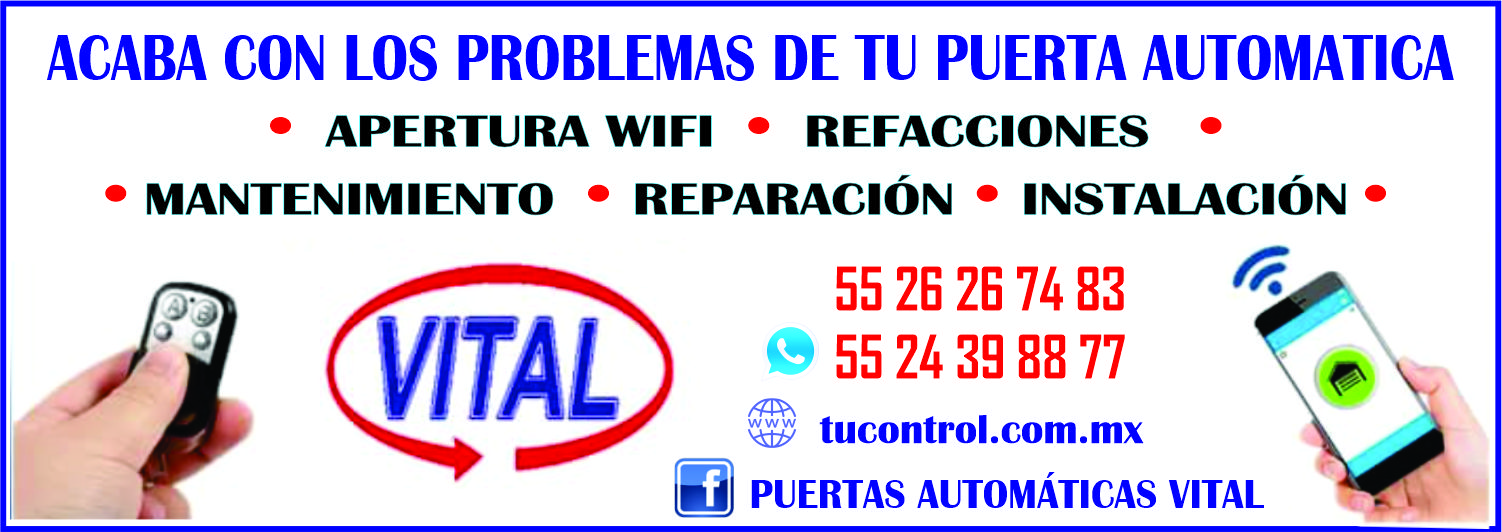 ACABA CON LOS PROBLEMAS DE TU PUERTA AUTOMATICA
• APERTURA WIFI • REFACCIONES •
• MANTENIMIENTO • REPARACIÓN • INSTALACIÓN •
A B
VITAL
55 26 26 74 83
55 24 39 88 77
www tucontrol.com.mx
f PUERTAS AUTOMÁTICAS VITAL